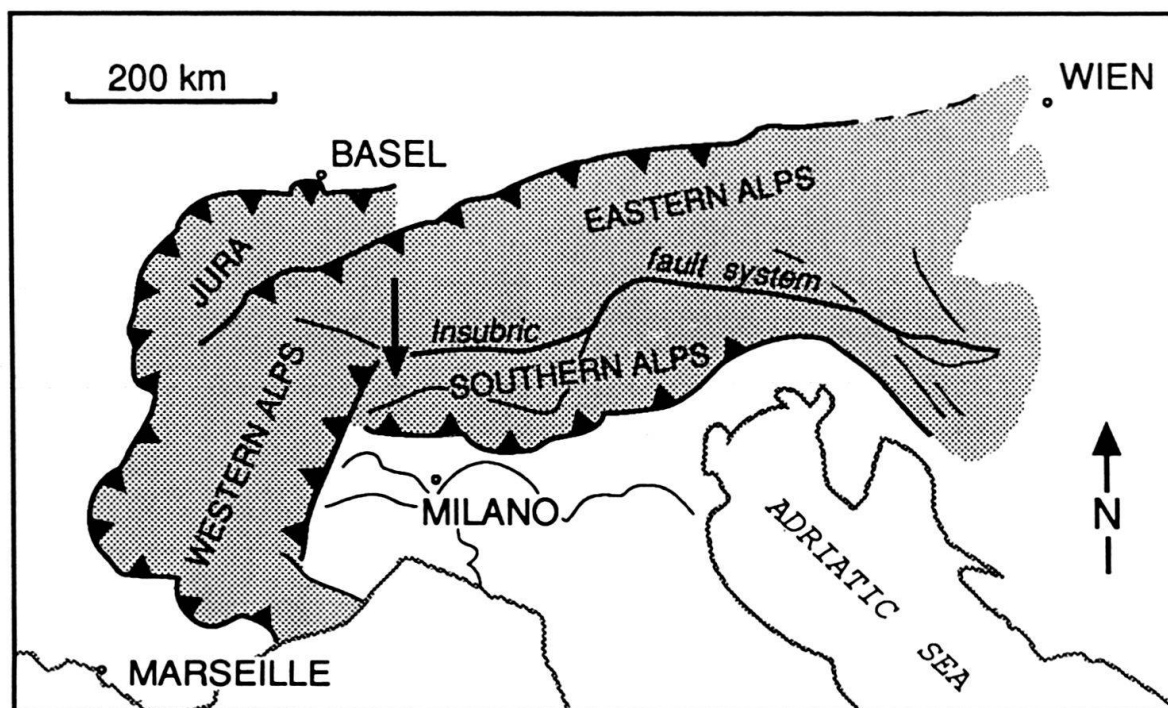 200 km
WIEN
BASEL
EASTERN ALPS
JURA
fault system
Insubric
SOUTHERN ALPS
WESTERN ALPS
MILANO
N
ADRIATIC SEA
MARSEILLE